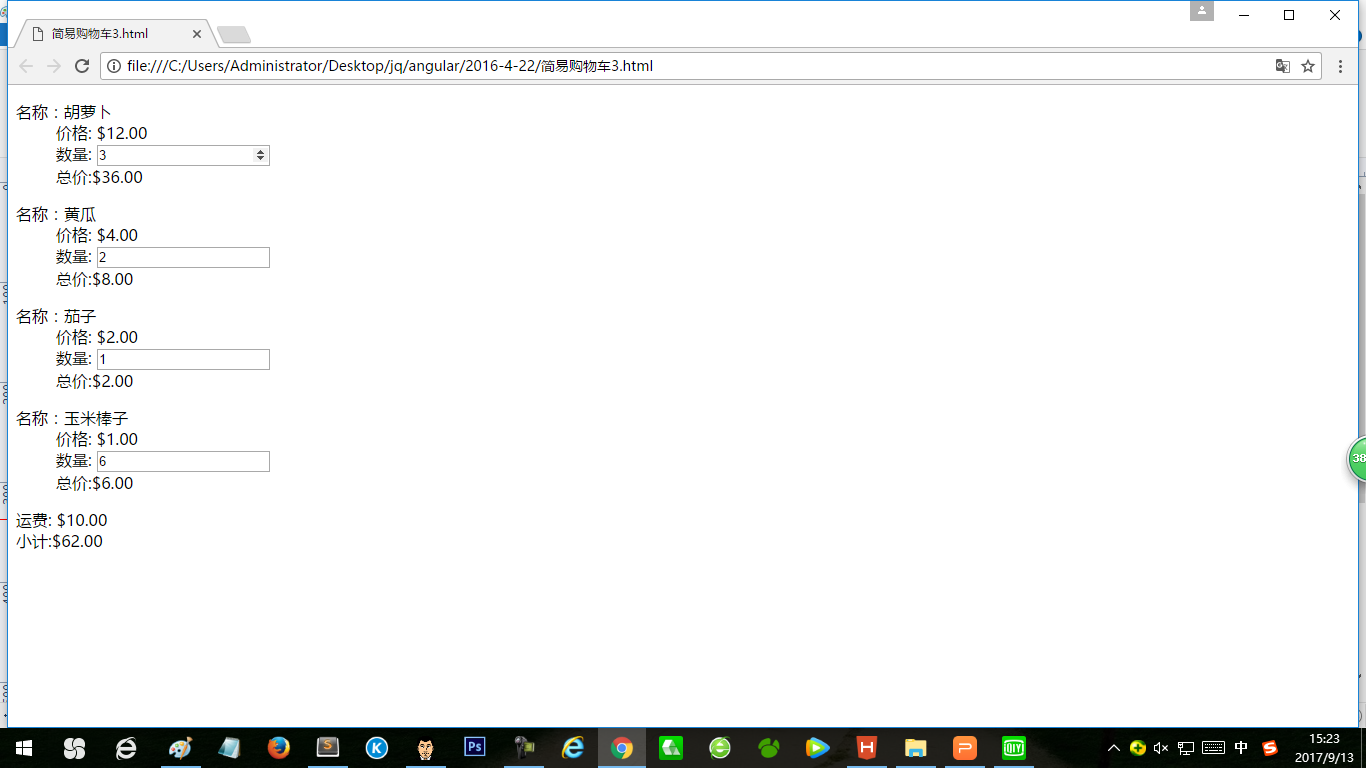 简易购物车3.html
file:///C:/Users/Administrator/Desktop/jq/angular/2016-4-22/简易购物车3.html
名称：胡萝卜
价格: $12.00
数量: 3
总价:$36.00
名称：黄瓜
价格: $4.00
数量: 2
总价:$8.00
名称：茄子
价格: $2.00
数量: 1
总价:$2.00
名称：玉米棒子
价格: $1.00
数量: 6
总价:$6.00
运费: $10.00
小计:$62.00
38
S
K
Ps
H
P
QIY
中
S
15:23
2017/9/13